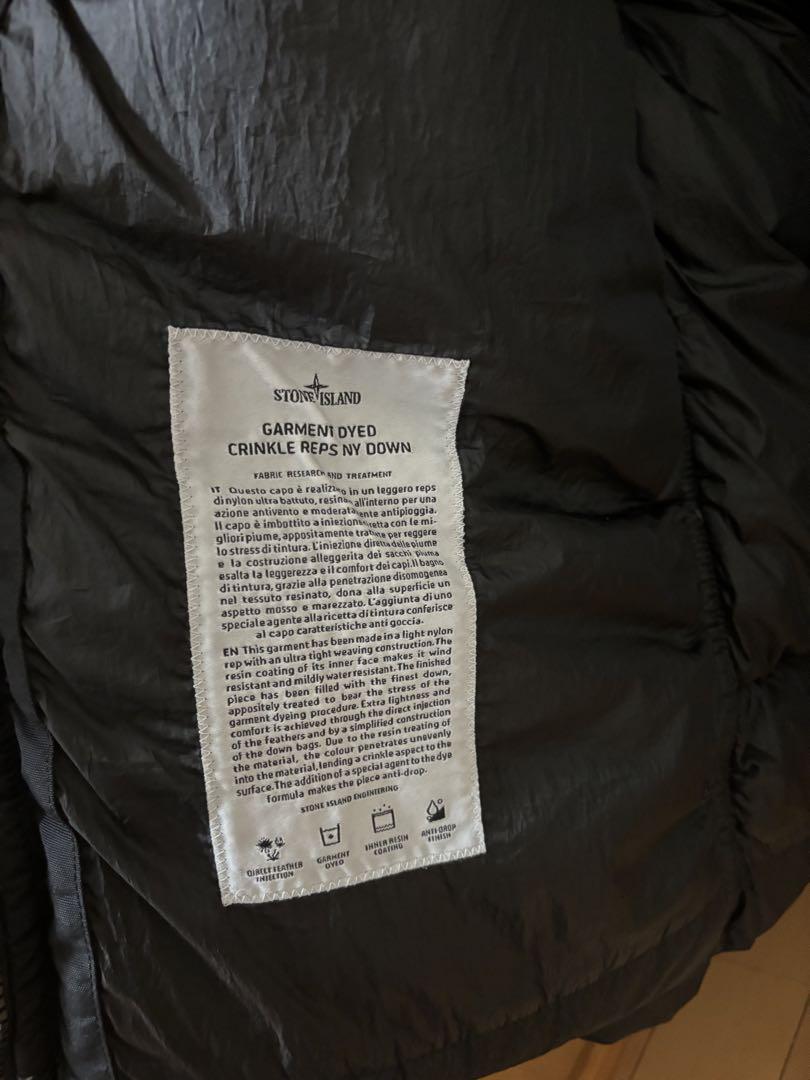 STONE ISLAND
GARMENT DYED
CRINKLE REPS NY DOWN
FABRIC RESEARCH AND TREATMENT
IT Questo capo è realizzato in un leggero reps
di nylon ultra battuto, resinato all'interno per una
azione antivento e moderatamente antipioggia.
Il capo è imbottito a iniezione diretta con le mi-
gliori piume, appositamente trattate per reggere
lo stress di tintura. L'iniezione diretta delle piume
e la costruzione alleggerita dei sacchi piuma
esalta la leggerezza e il comfort dei capi. Il bagno
di tintura, grazie alla penetrazione disomogenea
nel tessuto resinato, dona alla superficie un
aspetto mosso e marezzato. L'aggiunta di uno
speciale agente alla ricetta di tintura conferisce
al capo caratteristiche anti goccia.
EN This garment has been made in a light nylon
rep with an ultra tight weaving construction. The
resin coating of its inner face makes it wind
resistant and mildly water resistant. The finished
piece has been filled with the finest down,
appositely treated to bear the stress of the
garment dyeing procedure. Extra lightness and
comfort is achieved through the direct injection
of the feathers and by a simplified construction
of the down bags. Due to the resin treating of
the material, the colour penetrates unevenly
into the material, lending a crinkle aspect to the
surface. The addition of a special agent to the dye
formula makes the piece anti-drop.
STONE ISLAND ENGINEERING
DIRECT FEATHER
INJECTION
GARMENT
DYED
INNER RESIN
COATING
ANTI DROP
FINISH